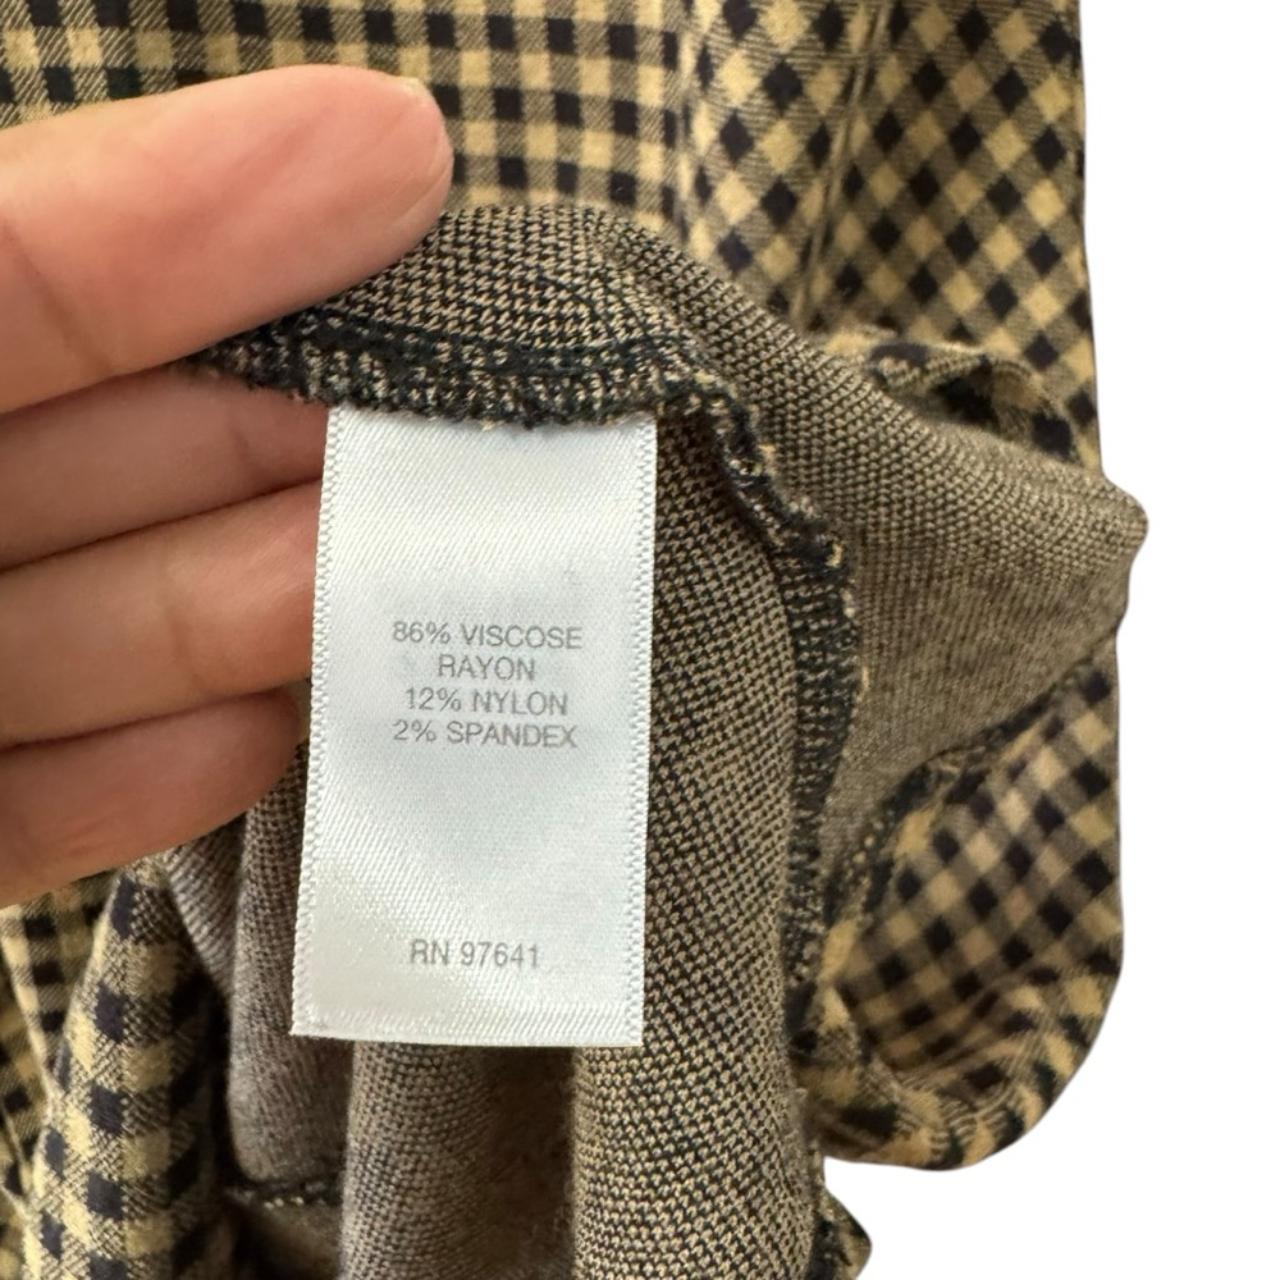 86% VISCOSE
RAYON
12% NYLON
2% SPANDEX
RN 97641